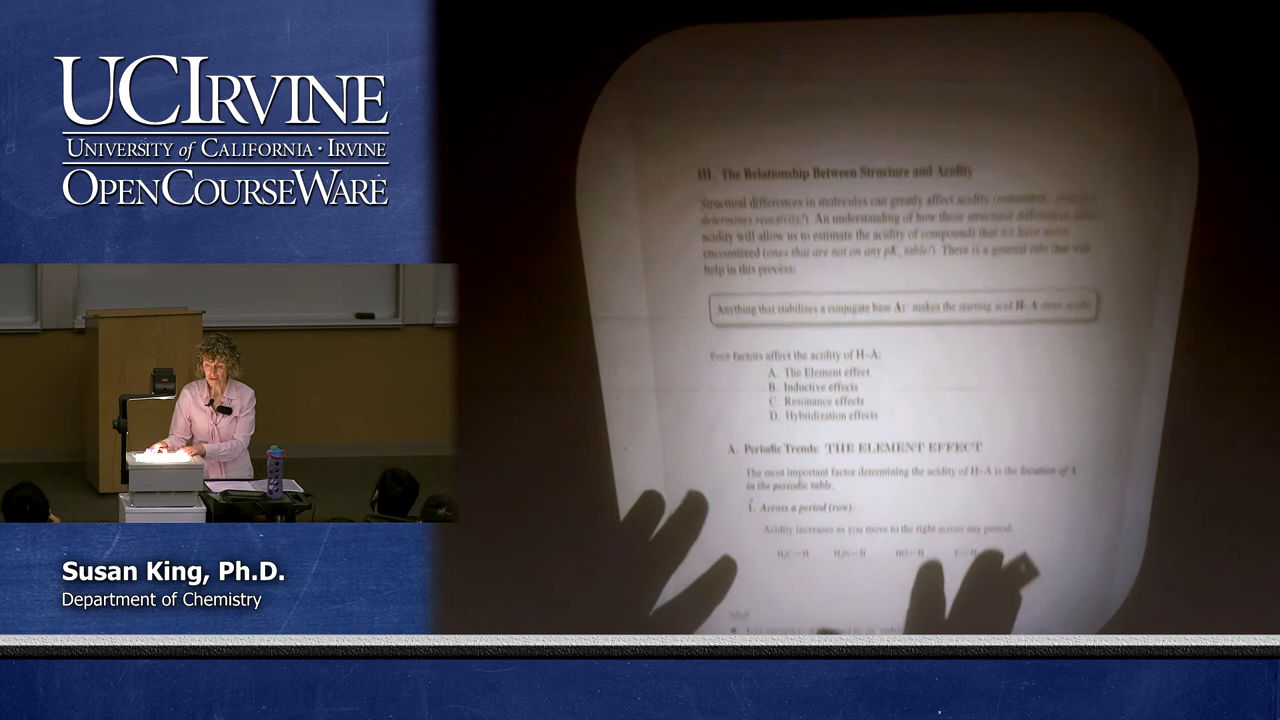 UCIRVINE
UNIVERSITY of CALIFORNIA · IRVINE
OPENCOURSEWARE
Susan King, Ph.D.
Department of Chemistry
III. The Relationship Between Structure and Acidity
Structural differences in molecules can greatly affect acidity
determines reactivity!). An understanding of how these structural differences
acidity will allow us to estimate the acidity of compounds that we have never
encountered (ones that are not on any pKₐ table!). There is a general rule that will
help in this process:
Anything that stabilizes a conjugate base A:⁻ makes the starting acid H–A more acidic
Four factors affect the acidity of H–A:
A. The Element effect
B. Inductive effects
C. Resonance effects
D. Hybridization effects
A. Periodic Trends: THE ELEMENT EFFECT
The most important factor determining the acidity of H–A is the location of A
in the periodic table.
1. Across a period (row)
Acidity increases as you move to the right across any period.
H₃C—H H₂N—H HO—H F—H